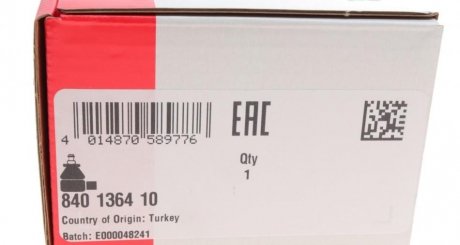 4 014870 589776
EAC
Qty
1
840 1364 10
Country of Origin: Turkey
Batch: E000048241